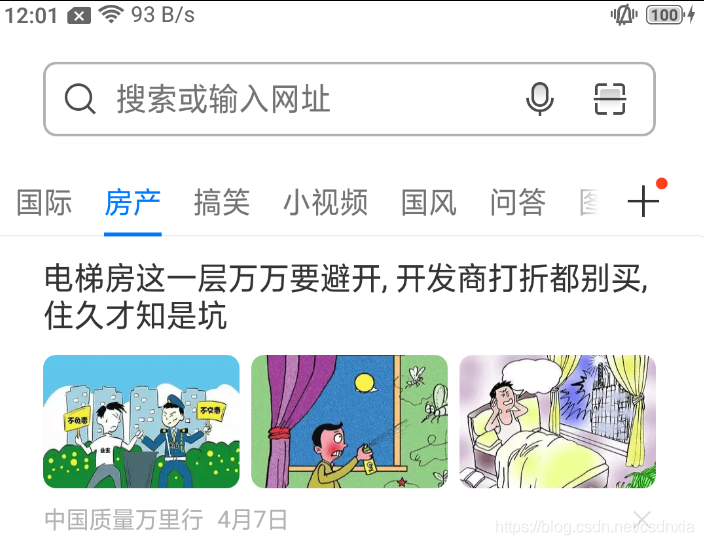 12:01 93 B/s 100
搜索或输入网址
国际 房产 搞笑 小视频 国风 问答
电梯房这一层万万要避开, 开发商打折都别买,
住久才知是坑
不负责 不交费
业主
中国质量万里行 4月7日
https://blog.csdn.net/csdnxia